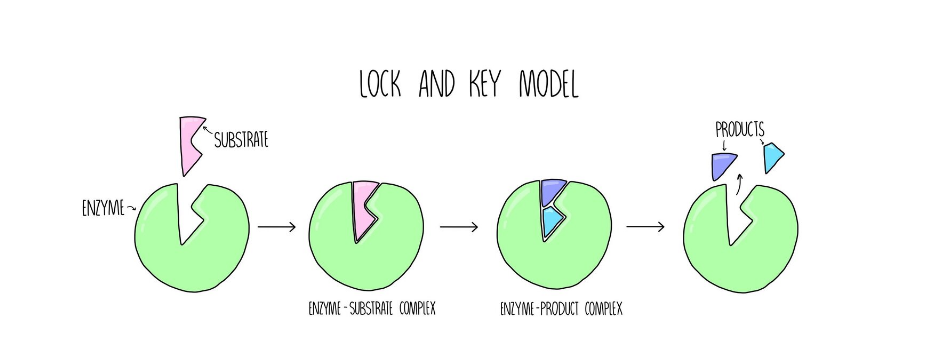 LOCK AND KEY MODEL
SUBSTRATE
PRODUCTS
ENZYME
ENZYME-SUBSTRATE COMPLEX
ENZYME-PRODUCT COMPLEX